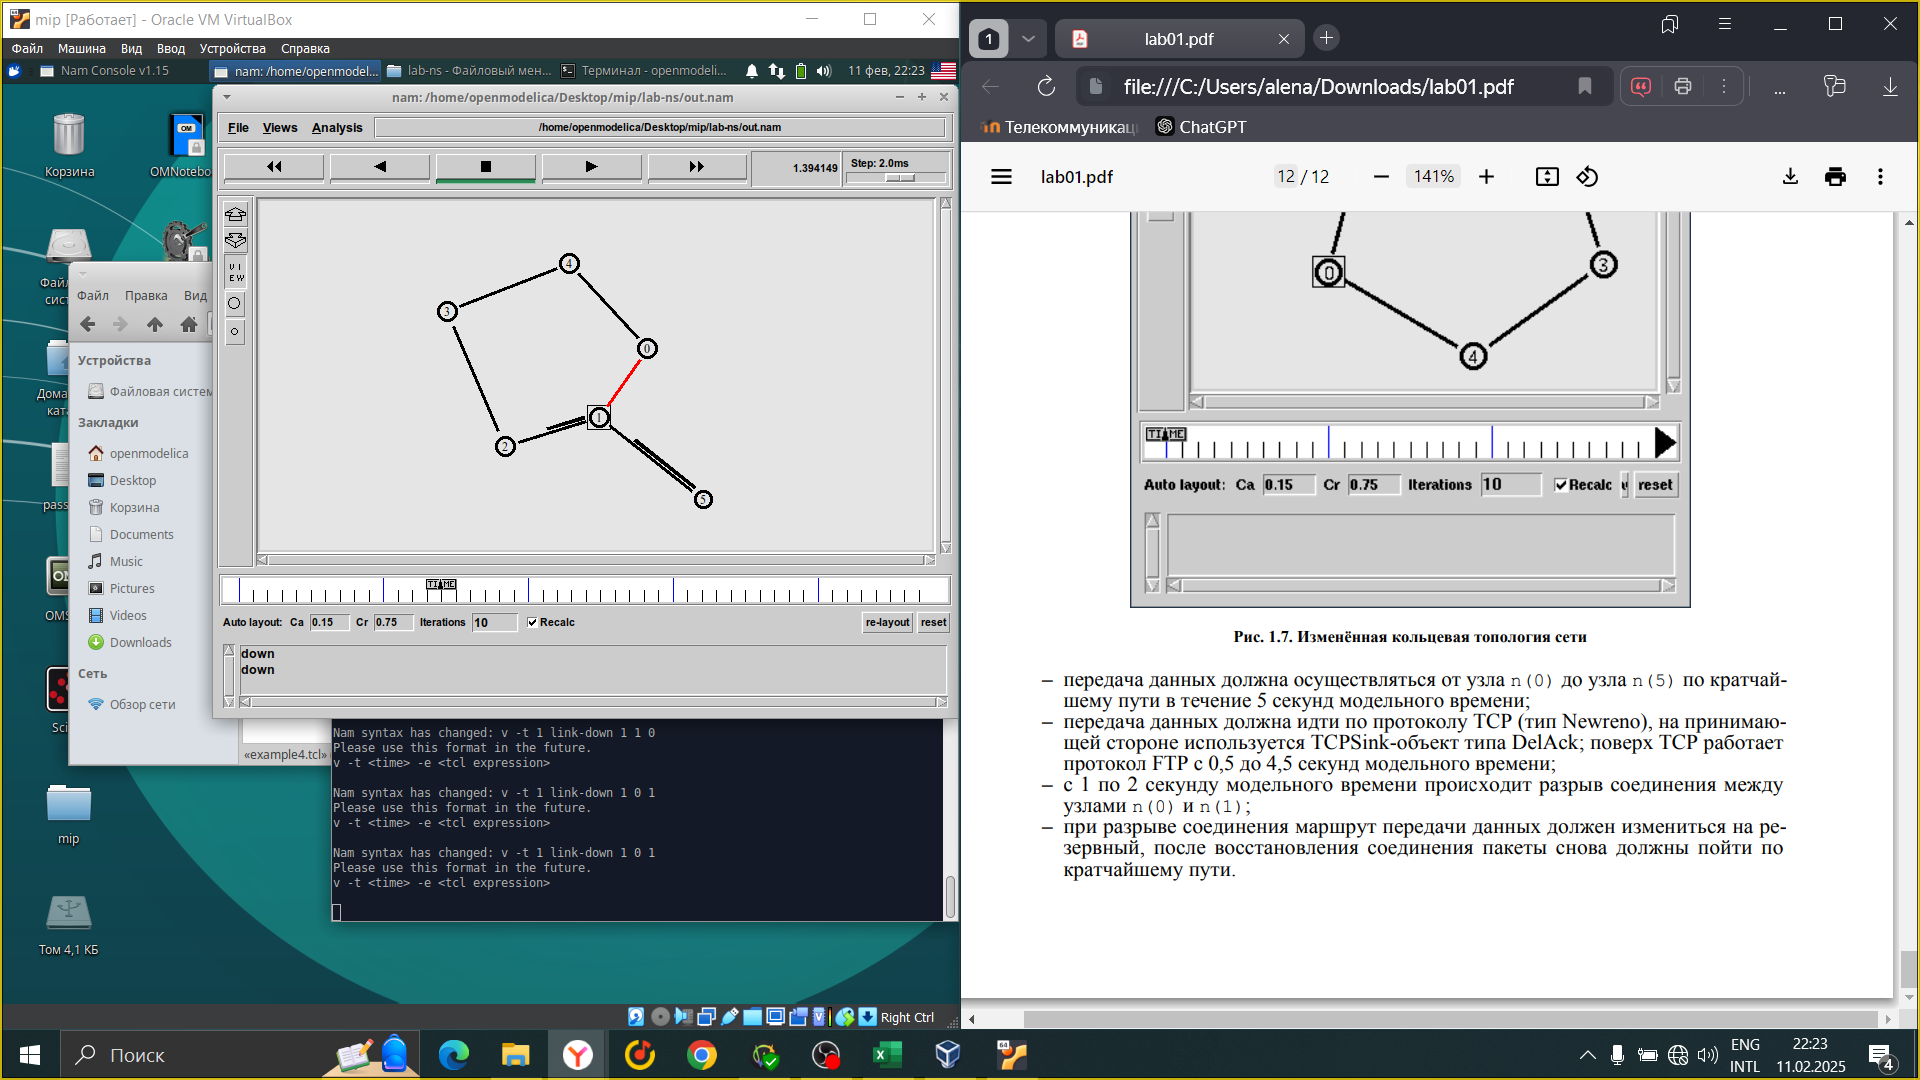 mip [Работает] - Oracle VM VirtualBox
Файл Машина Вид Ввод Устройства Справка
Nam Console v1.15
nam: /home/openmodel...
lab-ns - Файловый мен...
Терминал - openmodeli...
11 фев, 22:23
nam: /home/openmodelica/Desktop/mip/lab-ns/out.nam
File Views Analysis
/home/openmodelica/Desktop/mip/lab-ns/out.nam
1.394149
Step: 2.0ms
VI
EW
4
3
0
1
2
5
TIME
Auto layout: Ca 0.15 Cr 0.75 Iterations 10 Recalc re-layout reset
down
down
Корзина
OMNotebo
Дома
кат
pass
OMS
Sci
mip
Том 4,1 КБ
Файл Правка Вид
Устройства
Файловая систем
Закладки
openmodelica
Desktop
Корзина
Documents
Music
Pictures
Videos
Downloads
Сеть
Обзор сети
«example4.tcl»
Nam syntax has changed: v -t 1 link-down 1 1 0
Please use this format in the future.
v -t <time> -e <tcl expression>
Nam syntax has changed: v -t 1 link-down 1 0 1
Please use this format in the future.
v -t <time> -e <tcl expression>
Nam syntax has changed: v -t 1 link-down 1 0 1
Please use this format in the future.
v -t <time> -e <tcl expression>
Right Ctrl
1
lab01.pdf
file:///C:/Users/alena/Downloads/lab01.pdf
Телекоммуникац
ChatGPT
lab01.pdf
12 / 12
141%
0
3
4
TIME
Auto layout: Ca 0.15 Cr 0.75 Iterations 10 Recalc reset
Рис. 1.7. Изменённая кольцевая топология сети
– передача данных должна осуществляться от узла n(0) до узла n(5) по кратчай-
шему пути в течение 5 секунд модельного времени;
– передача данных должна идти по протоколу TCP (тип Newreno), на принимаю-
щей стороне используется TCPSink-объект типа DelAck; поверх TCP работает
протокол FTP с 0,5 до 4,5 секунд модельного времени;
– с 1 по 2 секунду модельного времени происходит разрыв соединения между
узлами n(0) и n(1);
– при разрыве соединения маршрут передачи данных должен измениться на ре-
зервный, после восстановления соединения пакеты снова должны пойти по
кратчайшему пути.
Поиск
ENG
INTL
22:23
11.02.2025
4